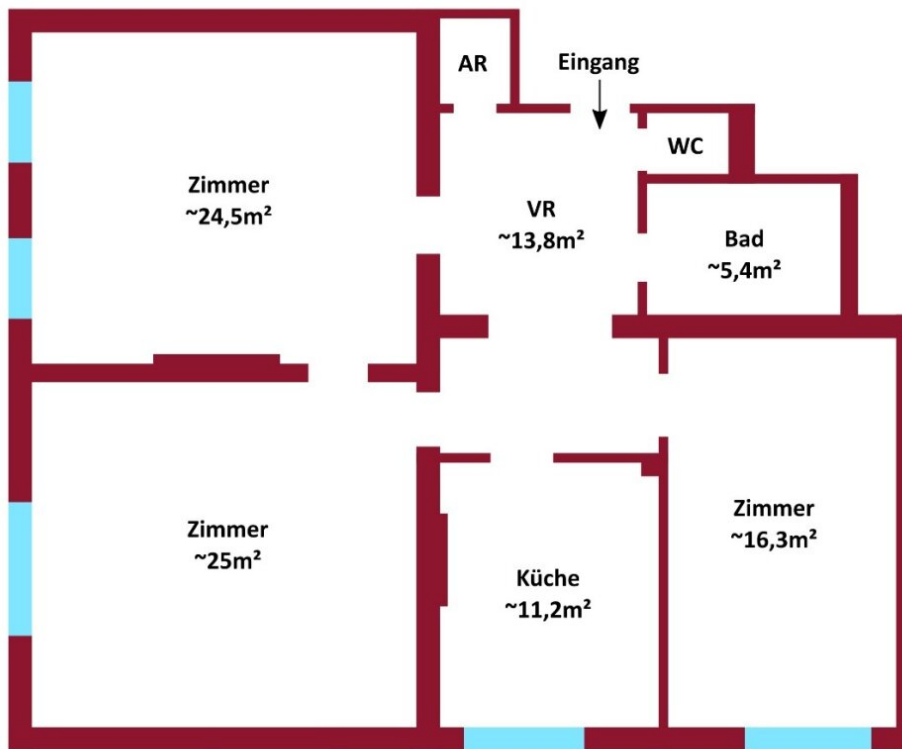 AR
Eingang
WC
Zimmer
~24,5m²
VR
~13,8m²
Bad
~5,4m²
Zimmer
~25m²
Küche
~11,2m²
Zimmer
~16,3m²